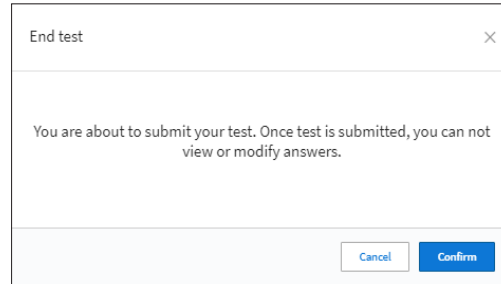 End test
You are about to submit your test. Once test is submitted, you can not
view or modify answers.
Cancel
Confirm